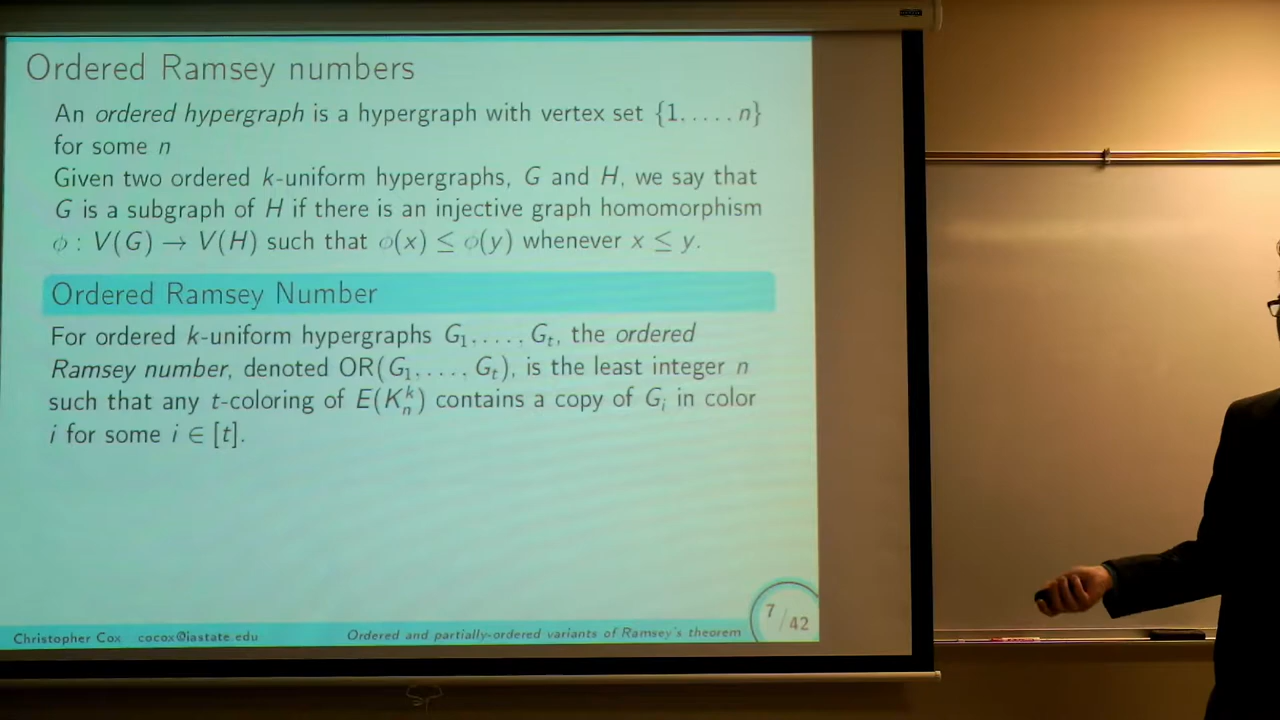 Ordered Ramsey numbers
An ordered hypergraph is a hypergraph with vertex set {1, . . . , n}
for some n
Given two ordered k-uniform hypergraphs, G and H, we say that
G is a subgraph of H if there is an injective graph homomorphism
ϕ : V(G) → V(H) such that ϕ(x) ≤ ϕ(y) whenever x ≤ y.
Ordered Ramsey Number
For ordered k-uniform hypergraphs G₁, . . . , Gₜ, the ordered
Ramsey number, denoted OR(G₁, . . . , Gₜ), is the least integer n
such that any t-coloring of E(Kₙᵏ) contains a copy of Gᵢ in color
i for some i ∈ [t].
7/42
Christopher Cox cocox@iastate.edu Ordered and partially-ordered variants of Ramsey's theorem